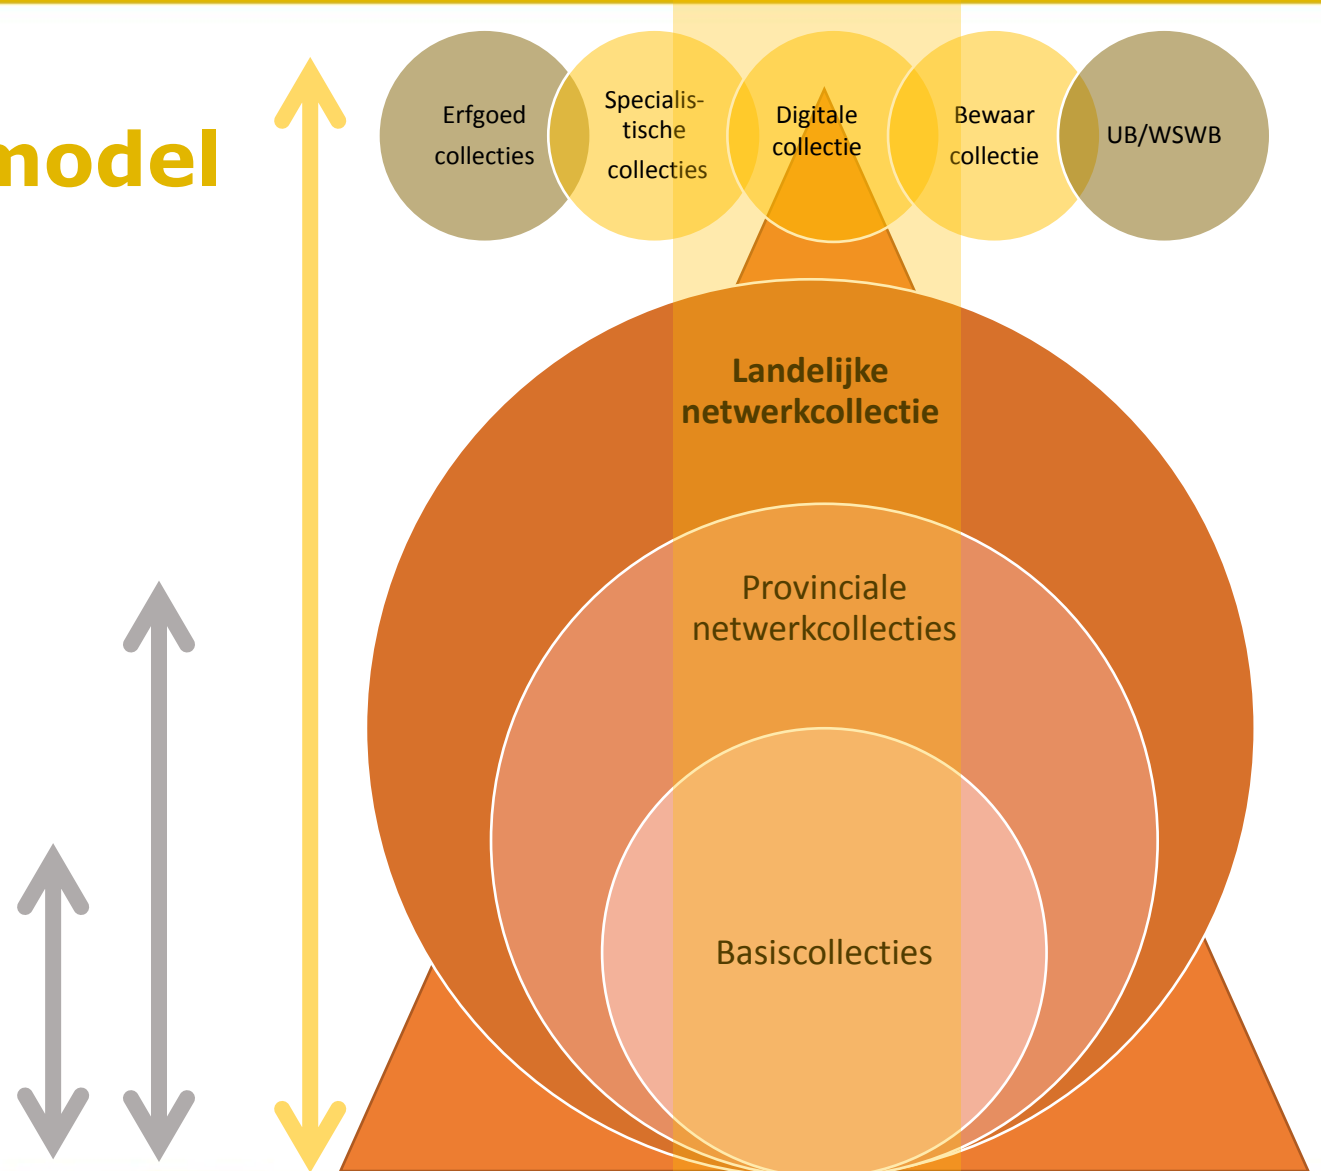 model
Erfgoed
collecties
Specialis-
tische
collecties
Digitale
collectie
Bewaar
collectie
UB/WSWB
Landelijke
netwerkcollectie
Provinciale
netwerkcollecties
Basiscollecties